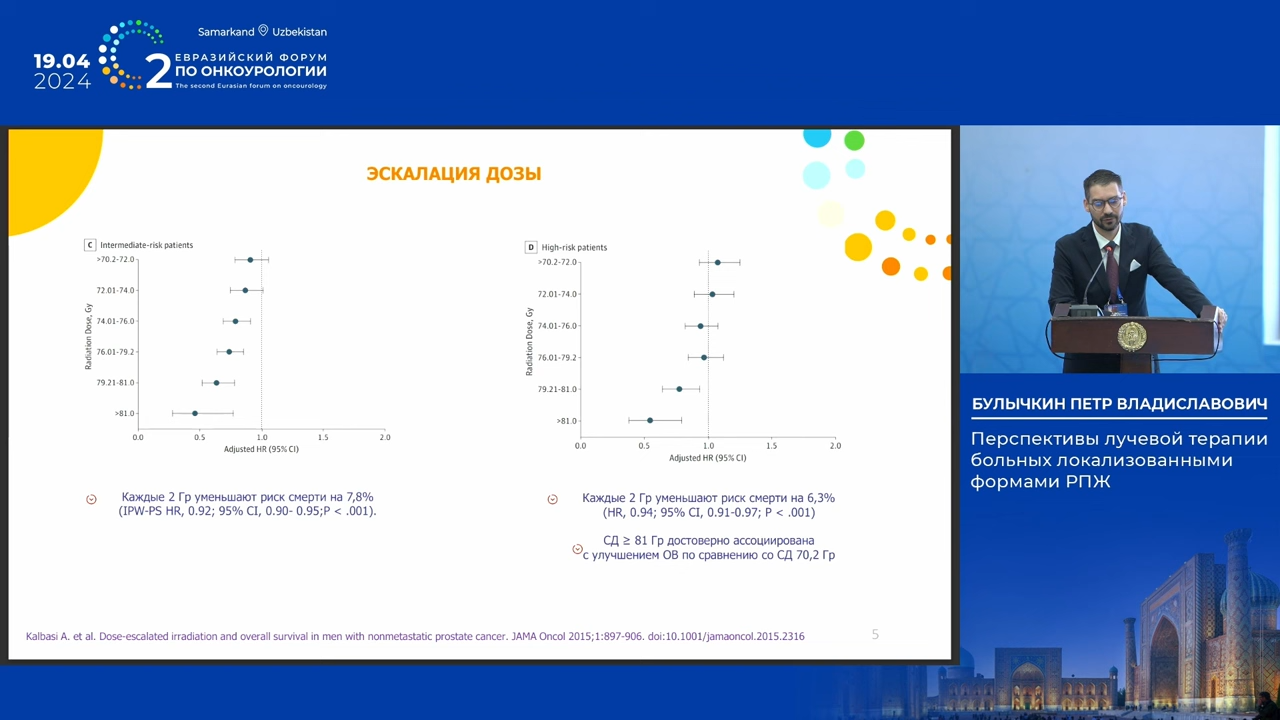 Samarkand Uzbekistan
19.04
2024
2
ЕВРАЗИЙСКИЙ ФОРУМ
ПО ОНКОУРОЛОГИИ
The second Eurasian forum on oncourology
ЭСКАЛАЦИЯ ДОЗЫ
C Intermediate-risk patients
Radiation Dose, Gy
>70.2-72.0
72.01-74.0
74.01-76.0
76.01-79.2
79.21-81.0
>81.0
0.0 0.5 1.0 1.5 2.0
Adjusted HR (95% CI)
D High-risk patients
Radiation Dose, Gy
>70.2-72.0
72.01-74.0
74.01-76.0
76.01-79.2
79.21-81.0
>81.0
0.0 0.5 1.0 1.5 2.0
Adjusted HR (95% CI)
Каждые 2 Гр уменьшают риск смерти на 7,8%
(IPW-PS HR, 0.92; 95% CI, 0.90- 0.95;P < .001).
Каждые 2 Гр уменьшают риск смерти на 6,3%
(HR, 0.94; 95% CI, 0.91-0.97; P < .001)
СД ≥ 81 Гр достоверно ассоциирована
с улучшением ОВ по сравнению со СД 70,2 Гр
Kalbasi A. et al. Dose-escalated irradiation and overall survival in men with nonmetastatic prostate cancer. JAMA Oncol 2015;1:897-906. doi:10.1001/jamaoncol.2015.2316
5
БУЛЫЧКИН ПЕТР ВЛАДИСЛАВОВИЧ
Перспективы лучевой терапии
больных локализованными
формами РПЖ